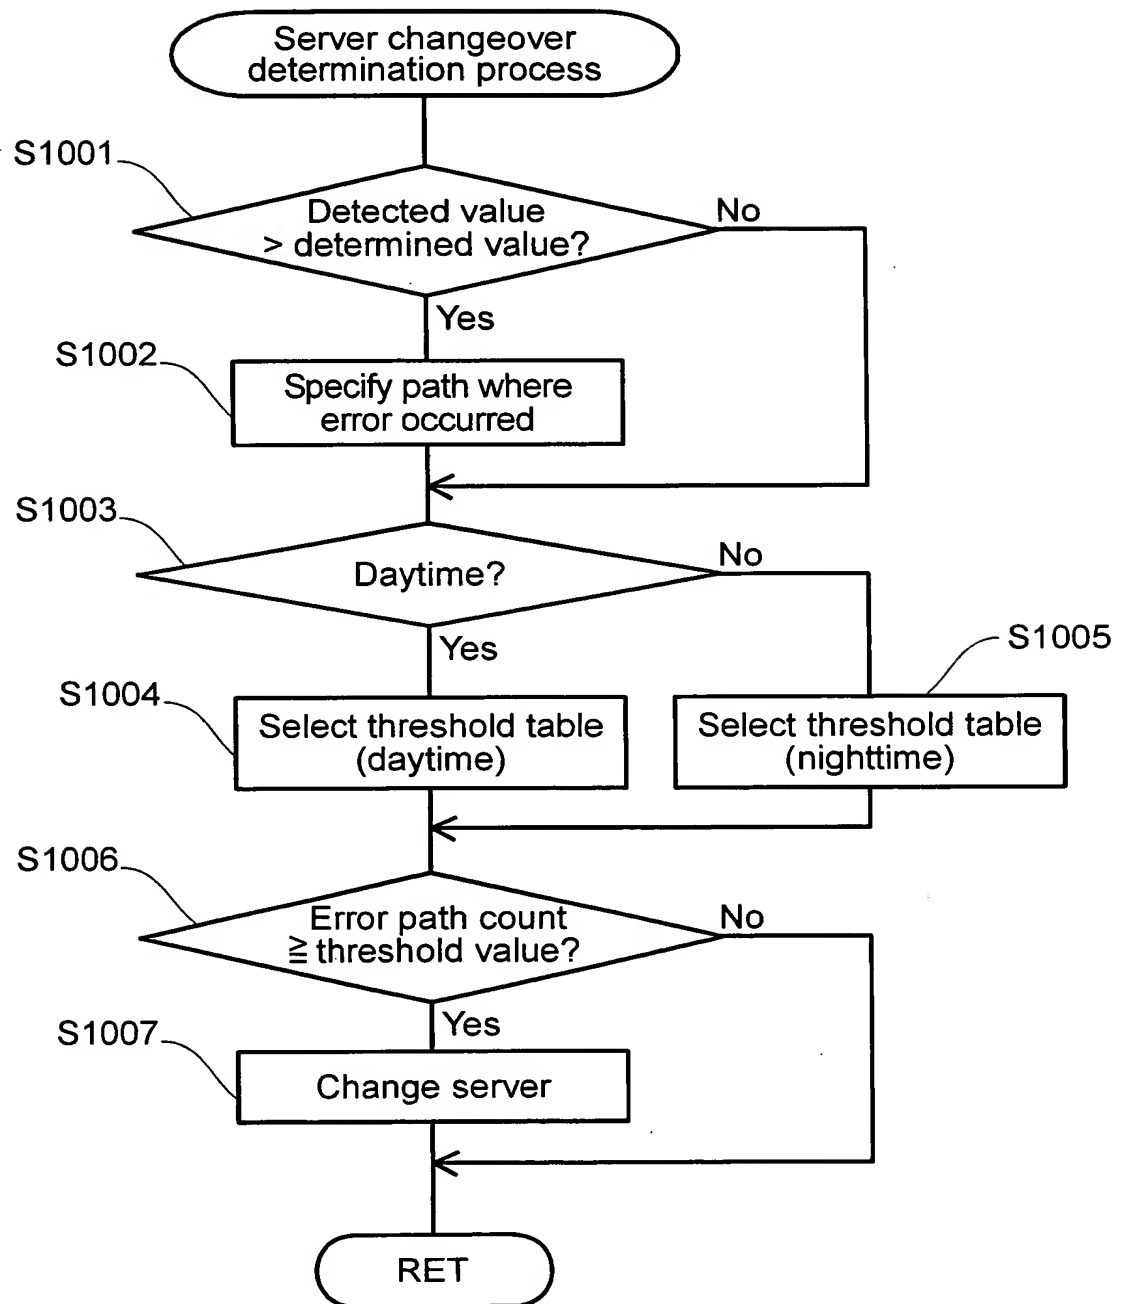 Server changeover
determination process
S1001
Detected value
> determined value?
No
Yes
S1002
Specify path where
error occurred
S1003
Daytime?
No
Yes
S1005
S1004
Select threshold table
(daytime)
Select threshold table
(nighttime)
S1006
Error path count
≧ threshold value?
No
Yes
S1007
Change server
RET